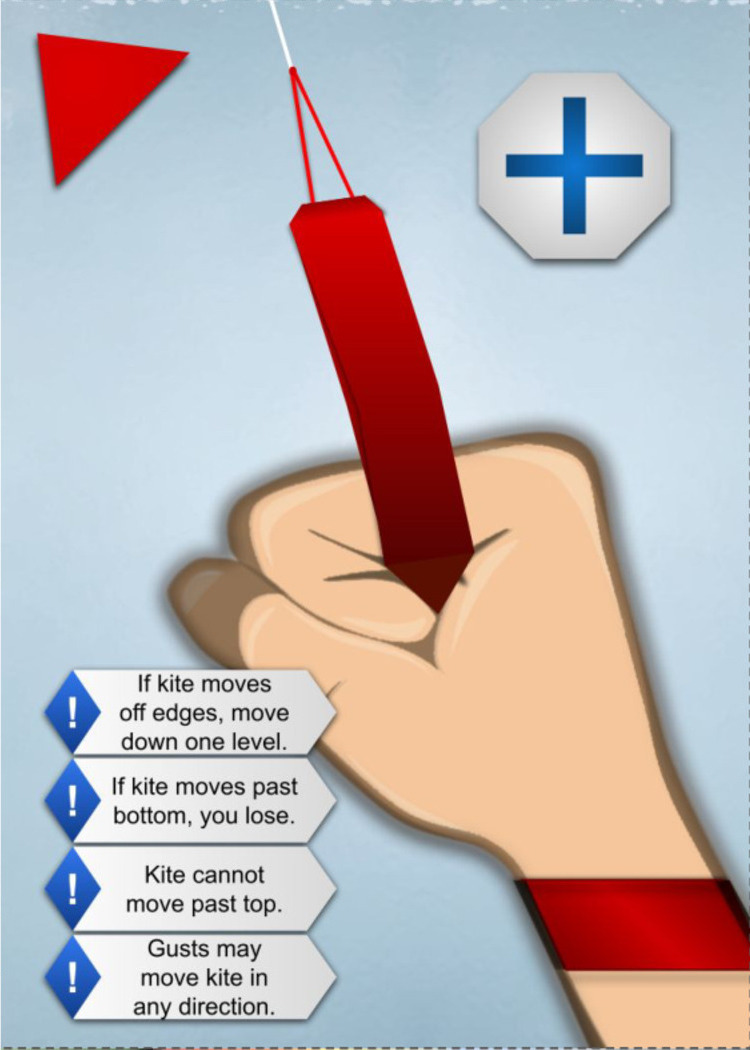 !
If kite moves
off edges, move
down one level.
!
If kite moves past
bottom, you lose.
!
Kite cannot
move past top.
!
Gusts may
move kite in
any direction.